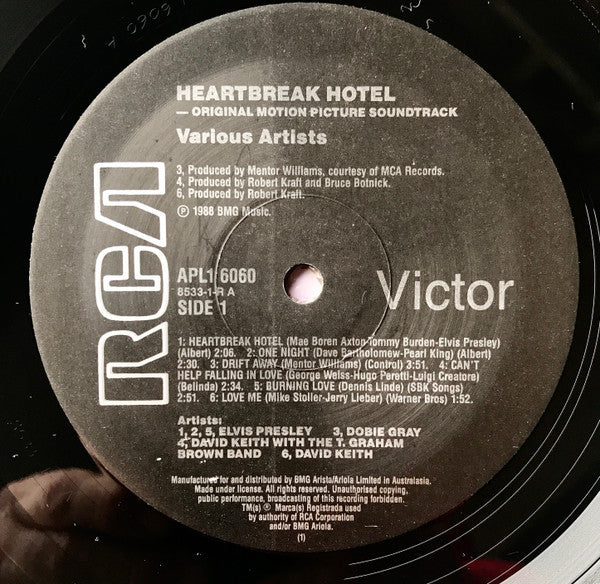 6060 A
HEARTBREAK HOTEL
— ORIGINAL MOTION PICTURE SOUNDTRACK
Various Artists
3, Produced by Mentor Williams, courtesy of MCA Records.
4, Produced by Robert Kraft and Bruce Botnick.
6, Produced by Robert Kraft.
℗ 1988 BMG Music.
RCA
APL1 6060
8533-1-R A
SIDE 1
Victor
1: HEARTBREAK HOTEL (Mae Boren Axton-Tommy Burden-Elvis Presley)
(Albert) 2:06. 2: ONE NIGHT (Dave Bartholomew-Pearl King) (Albert)
2:30. 3: DRIFT AWAY (Mentor Williams) (Control) 3:51. 4: CAN'T
HELP FALLING IN LOVE (George Weiss-Hugo Peretti-Luigi Creatore)
(Belinda) 2:34. 5: BURNING LOVE (Dennis Linde) (SBK Songs)
2:51. 6: LOVE ME (Mike Stoller-Jerry Lieber) (Warner Bros) 1:52.
Artists:
1, 2, 5, ELVIS PRESLEY 3, DOBIE GRAY
4, DAVID KEITH WITH THE T. GRAHAM
BROWN BAND 6, DAVID KEITH
Manufactured for and distributed by BMG Arista/Ariola Limited in Australasia.
Made under license. All rights reserved. Unauthorised copying,
public performance, broadcasting of this recording forbidden.
TM(s) ® Marca(s) Registrada used
by authority of RCA Corporation
and/or BMG Ariola.
(1)